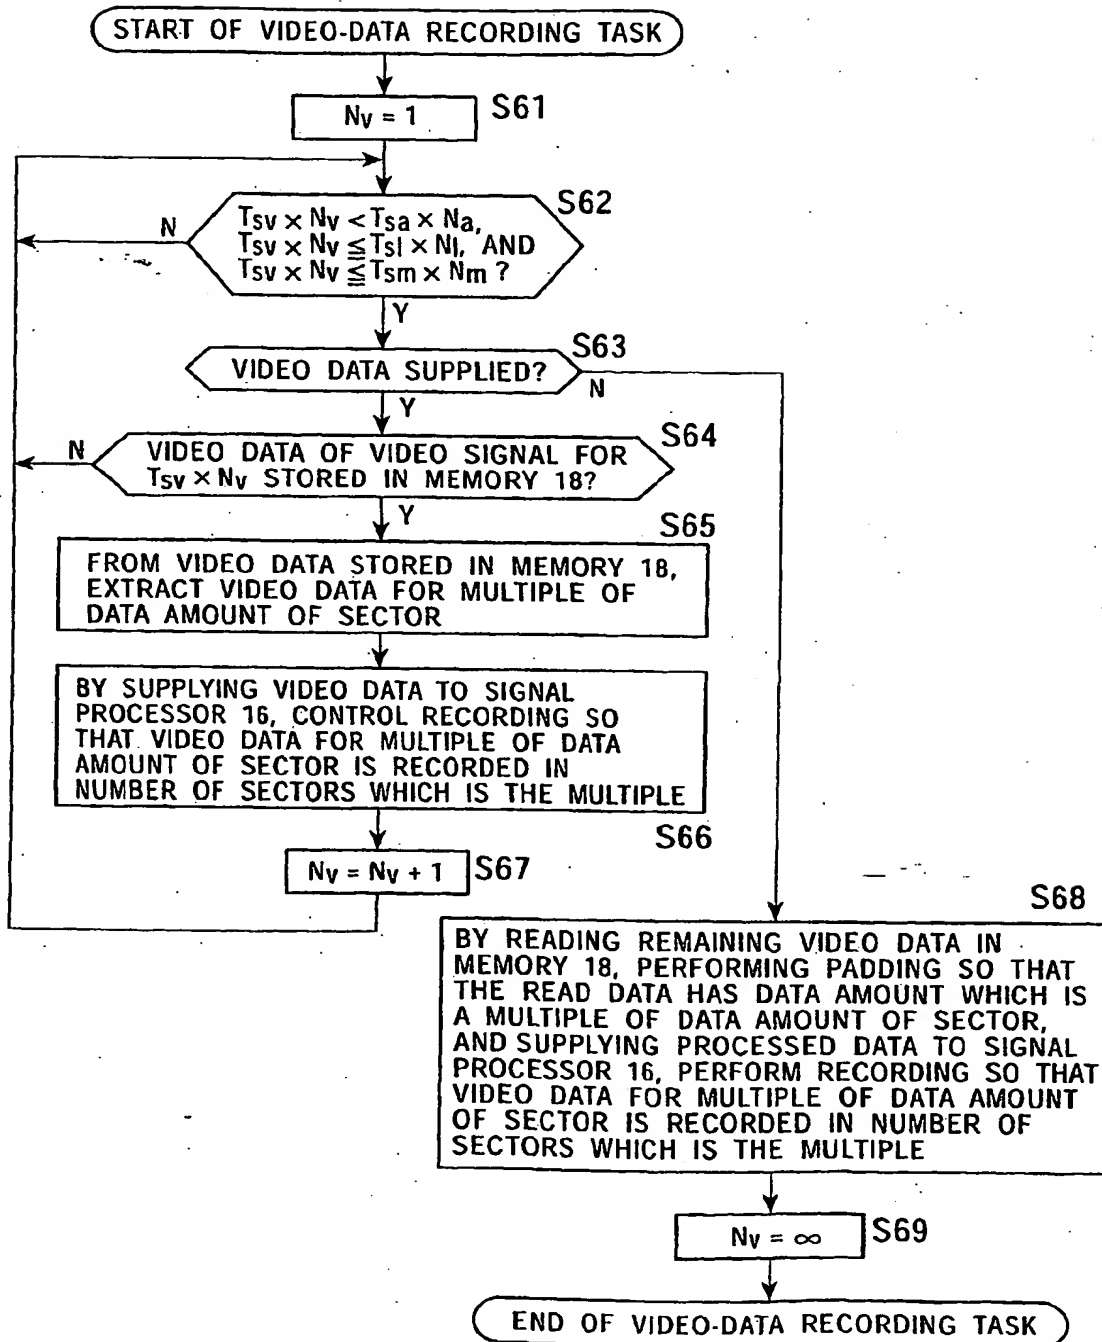 START OF VIDEO-DATA RECORDING TASK
Nv = 1
S61
S62
N
Tsv × Nv < Tsa × Na,
Tsv × Nv ≦ Tsl × Nl, AND
Tsv × Nv ≦ Tsm × Nm ?
Y
S63
VIDEO DATA SUPPLIED?
N
Y
S64
N
VIDEO DATA OF VIDEO SIGNAL FOR
Tsv × Nv STORED IN MEMORY 18?
Y
S65
FROM VIDEO DATA STORED IN MEMORY 18,
EXTRACT VIDEO DATA FOR MULTIPLE OF
DATA AMOUNT OF SECTOR
BY SUPPLYING VIDEO DATA TO SIGNAL
PROCESSOR 16, CONTROL RECORDING SO
THAT VIDEO DATA FOR MULTIPLE OF DATA
AMOUNT OF SECTOR IS RECORDED IN
NUMBER OF SECTORS WHICH IS THE MULTIPLE
S66
Nv = Nv + 1
S67
S68
BY READING REMAINING VIDEO DATA IN
MEMORY 18, PERFORMING PADDING SO THAT
THE READ DATA HAS DATA AMOUNT WHICH IS
A MULTIPLE OF DATA AMOUNT OF SECTOR,
AND SUPPLYING PROCESSED DATA TO SIGNAL
PROCESSOR 16, PERFORM RECORDING SO THAT
VIDEO DATA FOR MULTIPLE OF DATA AMOUNT
OF SECTOR IS RECORDED IN NUMBER OF
SECTORS WHICH IS THE MULTIPLE
Nv = ∞
S69
END OF VIDEO-DATA RECORDING TASK